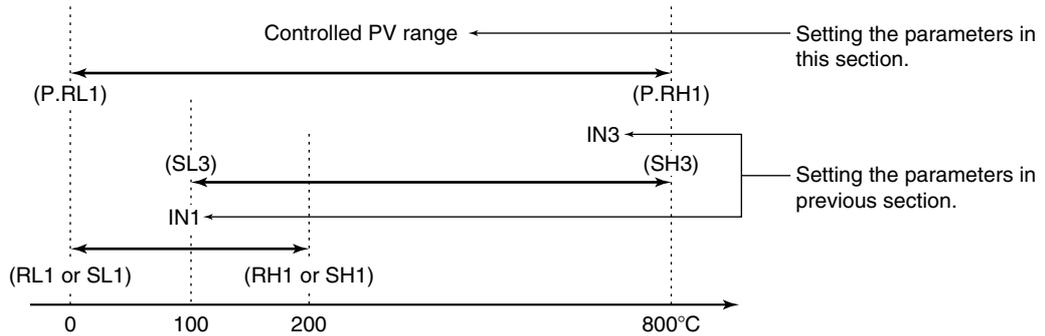 Controlled PV range
Setting the parameters in
this section.
(P.RL1)
(P.RH1)
IN3
(SL3)
(SH3)
Setting the parameters in
previous section.
IN1
(RL1 or SL1)
(RH1 or SH1)
0
100
200
800°C